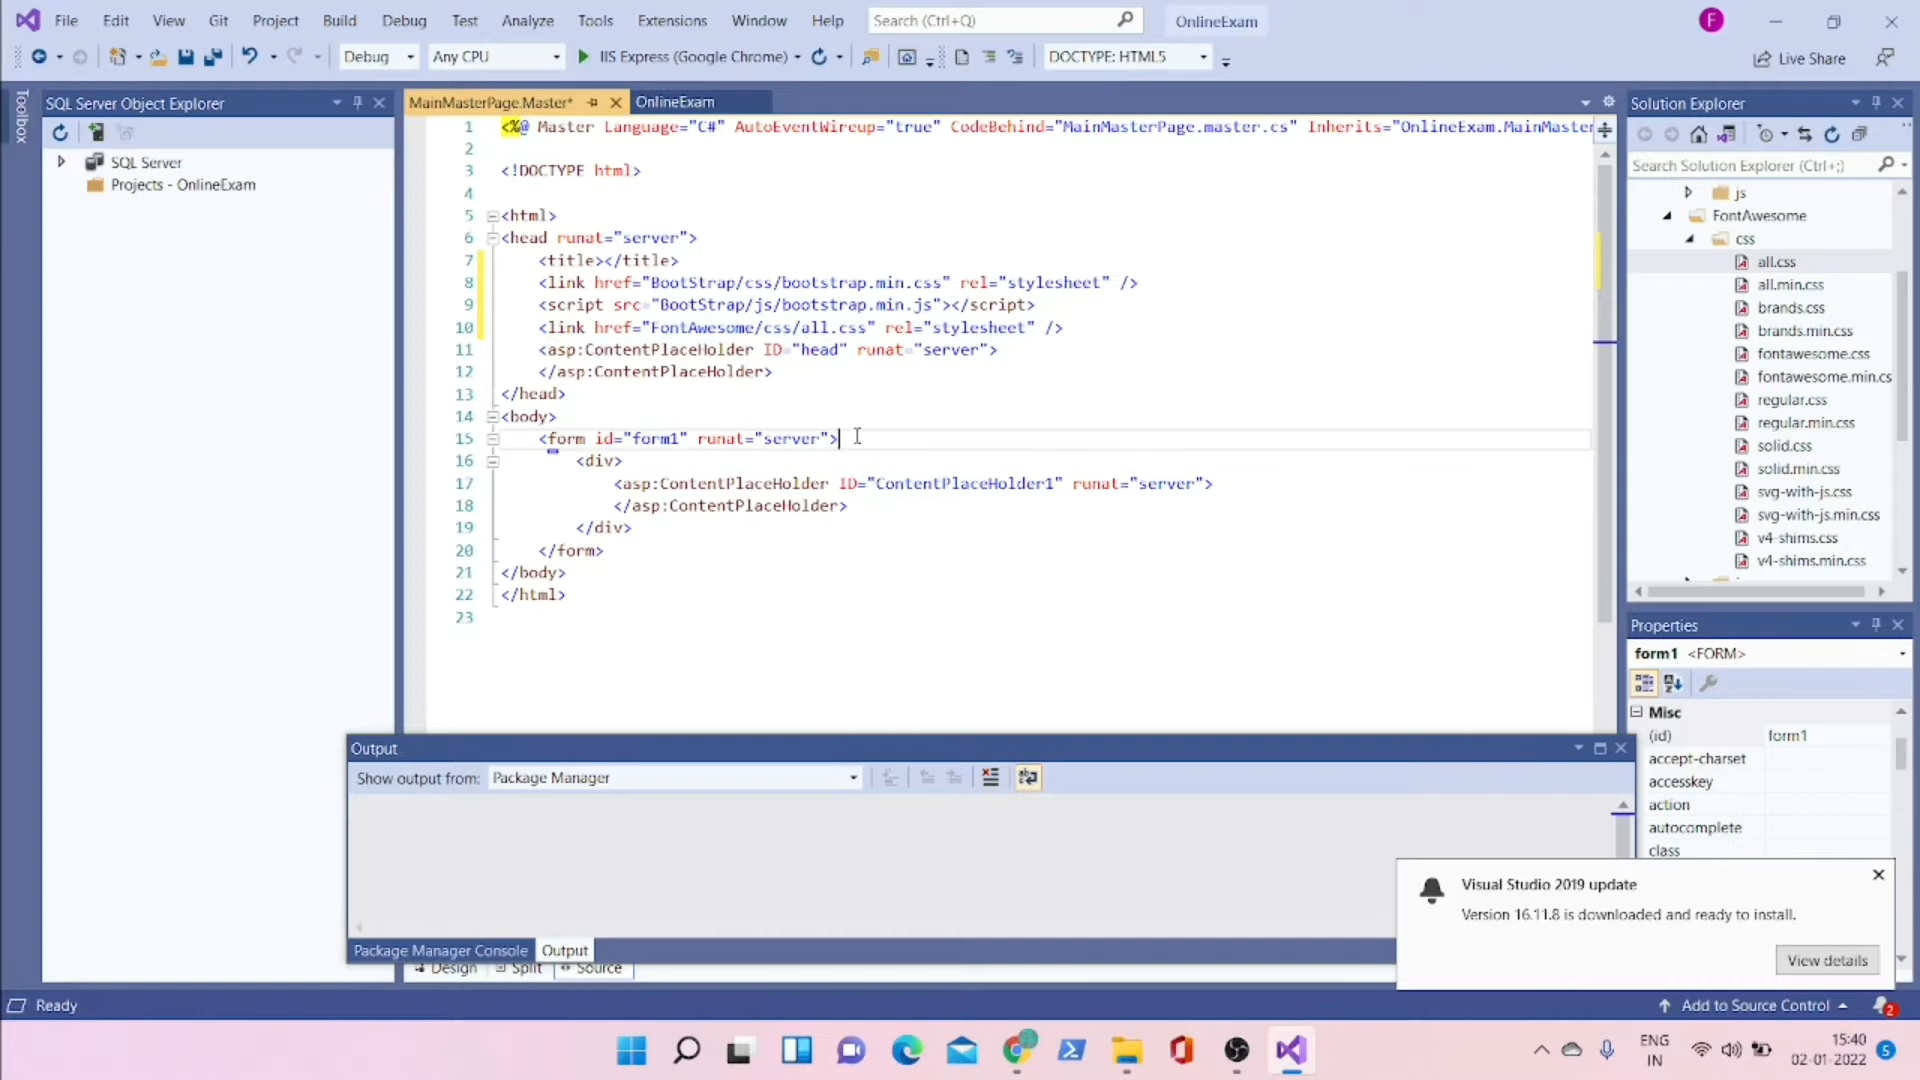 File Edit View Git Project Build Debug Test Analyze Tools Extensions Window Help Search (Ctrl+Q) OnlineExam F
Debug Any CPU IIS Express (Google Chrome) DOCTYPE: HTML5 Live Share
Toolbox
SQL Server Object Explorer
SQL Server
Projects - OnlineExam
MainMasterPage.Master* OnlineExam
1 <%@ Master Language="C#" AutoEventWireup="true" CodeBehind="MainMasterPage.master.cs" Inherits="OnlineExam.MainMaster
2
3 <!DOCTYPE html>
4
5 <html>
6 <head runat="server">
7 <title></title>
8 <link href="BootStrap/css/bootstrap.min.css" rel="stylesheet" />
9 <script src="BootStrap/js/bootstrap.min.js"></script>
10 <link href="FontAwesome/css/all.css" rel="stylesheet" />
11 <asp:ContentPlaceHolder ID="head" runat="server">
12 </asp:ContentPlaceHolder>
13 </head>
14 <body>
15 <form id="form1" runat="server">
16 <div>
17 <asp:ContentPlaceHolder ID="ContentPlaceHolder1" runat="server">
18 </asp:ContentPlaceHolder>
19 </div>
20 </form>
21 </body>
22 </html>
23
Solution Explorer
Search Solution Explorer (Ctrl+;)
js
FontAwesome
css
all.css
all.min.css
brands.css
brands.min.css
fontawesome.css
fontawesome.min.cs
regular.css
regular.min.css
solid.css
solid.min.css
svg-with-js.css
svg-with-js.min.css
v4-shims.css
v4-shims.min.css
Properties
form1 <FORM>
Misc
(id) form1
accept-charset
accesskey
action
autocomplete
class
Output
Show output from: Package Manager
Package Manager Console Output
Design Split Source
Visual Studio 2019 update
Version 16.11.8 is downloaded and ready to install.
View details
Ready Add to Source Control 2
ENG
IN
15:40
02-01-2022
5